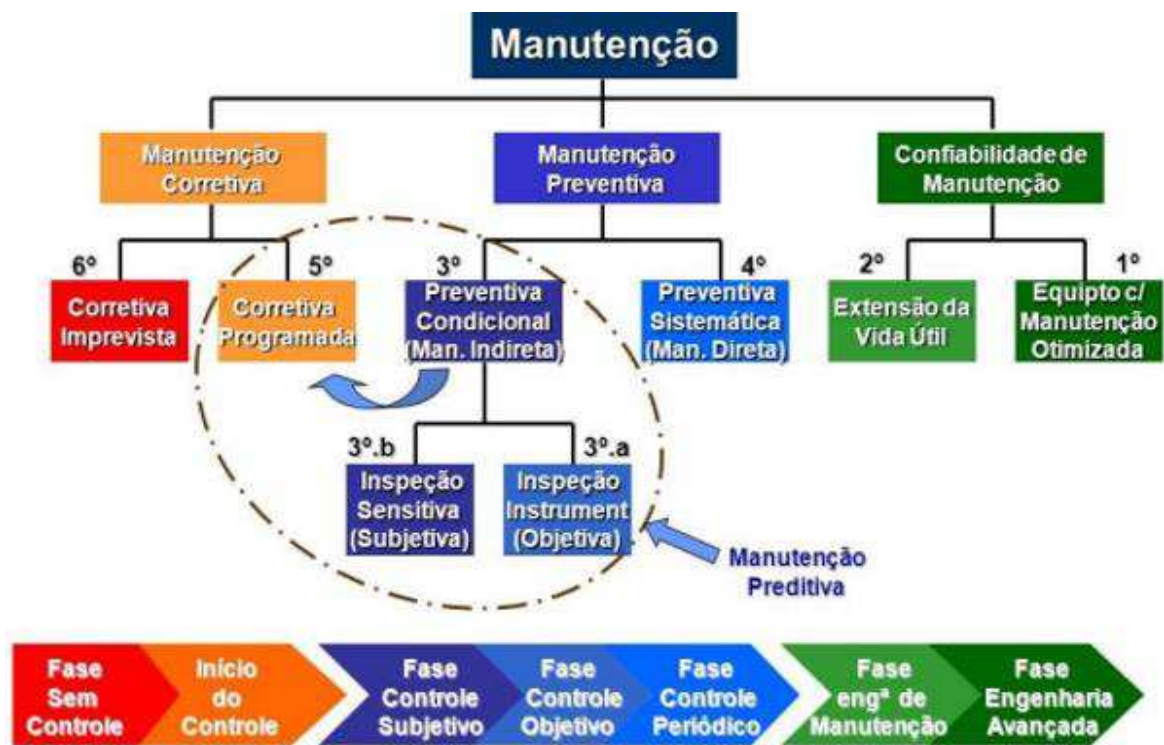 Manutenção
Manutenção
Corretiva
Manutenção
Preventiva
Confiabilidade de
Manutenção
6º
Corretiva
Imprevista
5º
Corretiva
Programada
3º
Preventiva
Condicional
(Man. Indireta)
4º
Preventiva
Sistemática
(Man. Direta)
2º
Extensão da
Vida Útil
1º
Equipto c/
Manutenção
Otimizada
3º.b
Inspeção
Sensitiva
(Subjetiva)
3º.a
Inspeção
Instrument
(Objetiva)
Manutenção
Preditiva
Fase
Sem
Controle
Início
do
Controle
Fase
Controle
Subjetivo
Fase
Controle
Objetivo
Fase
Controle
Periódico
Fase
engª de
Manutenção
Fase
Engenharia
Avançada